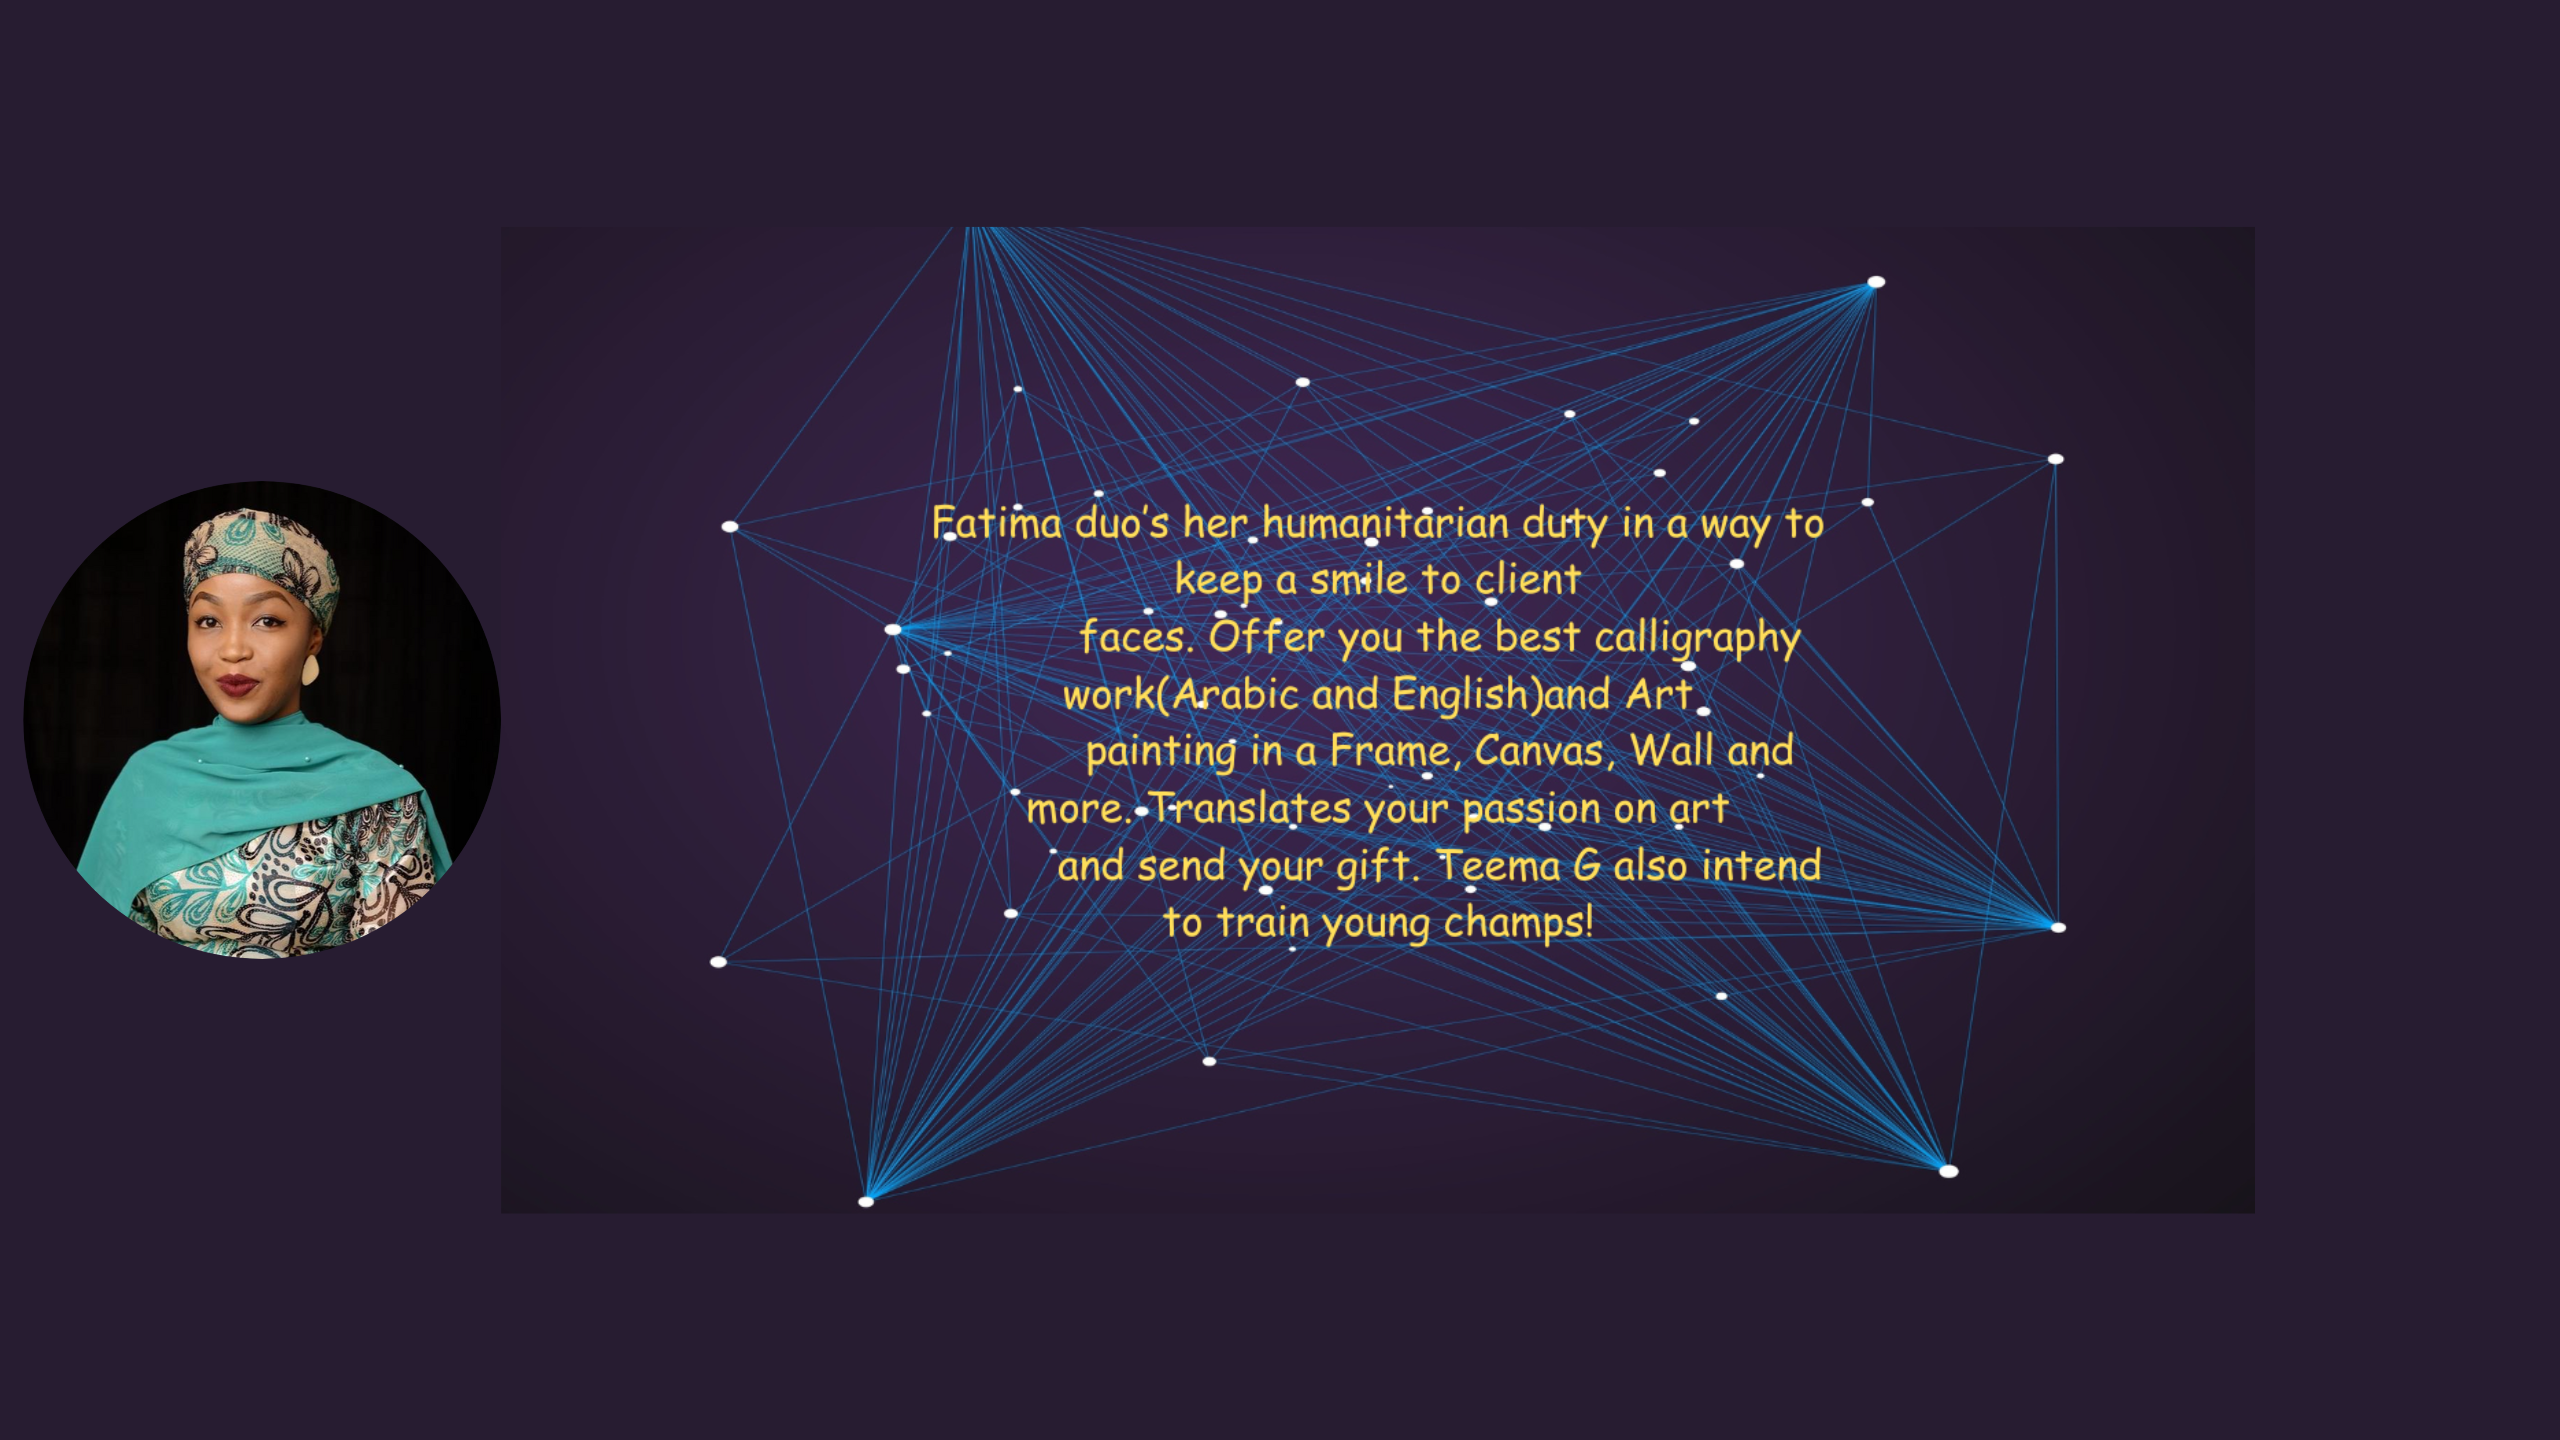 Fatima duo’s her humanitarian duty in a way to
keep a smile to client
faces. Offer you the best calligraphy
work(Arabic and English)and Art
painting in a Frame, Canvas, Wall and
more. Translates your passion on art
and send your gift. Teema G also intend
to train young champs!